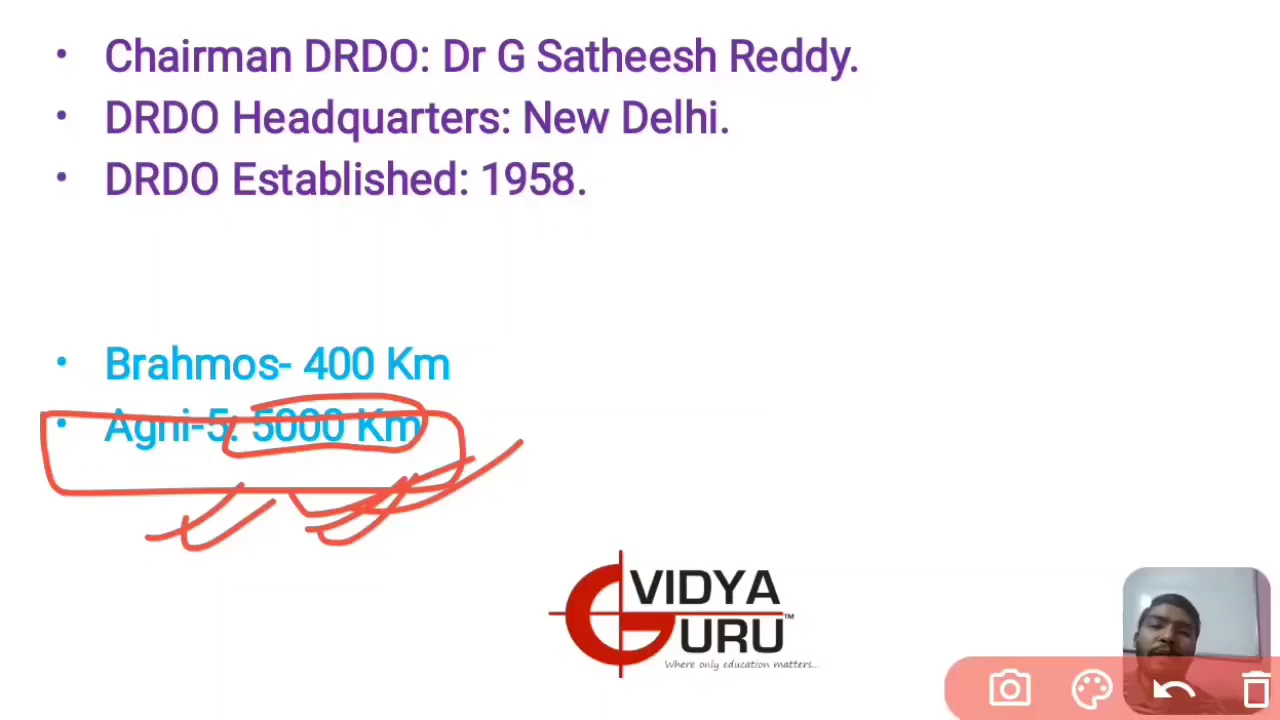 • Chairman DRDO: Dr G Satheesh Reddy.
• DRDO Headquarters: New Delhi.
• DRDO Established: 1958.
• Brahmos- 400 Km
• Agni-5: 5000 Km
VIDYA
GURU™
Where only education matters...